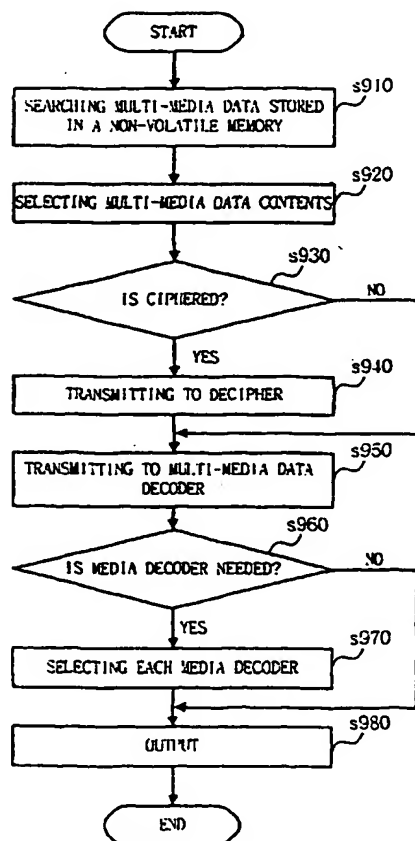 START
s910
SEARCHING MULTI-MEDIA DATA STORED
IN A NON-VOLATILE MEMORY
s920
SELECTING MULTI-MEDIA DATA CONTENTS
s930
IS CIPHERED?
NO
YES
s940
TRANSMITTING TO DECIPHER
s950
TRANSMITTING TO MULTI-MEDIA DATA
DECODER
s960
IS MEDIA DECODER NEEDED?
NO
YES
s970
SELECTING EACH MEDIA DECODER
s980
OUTPUT
END